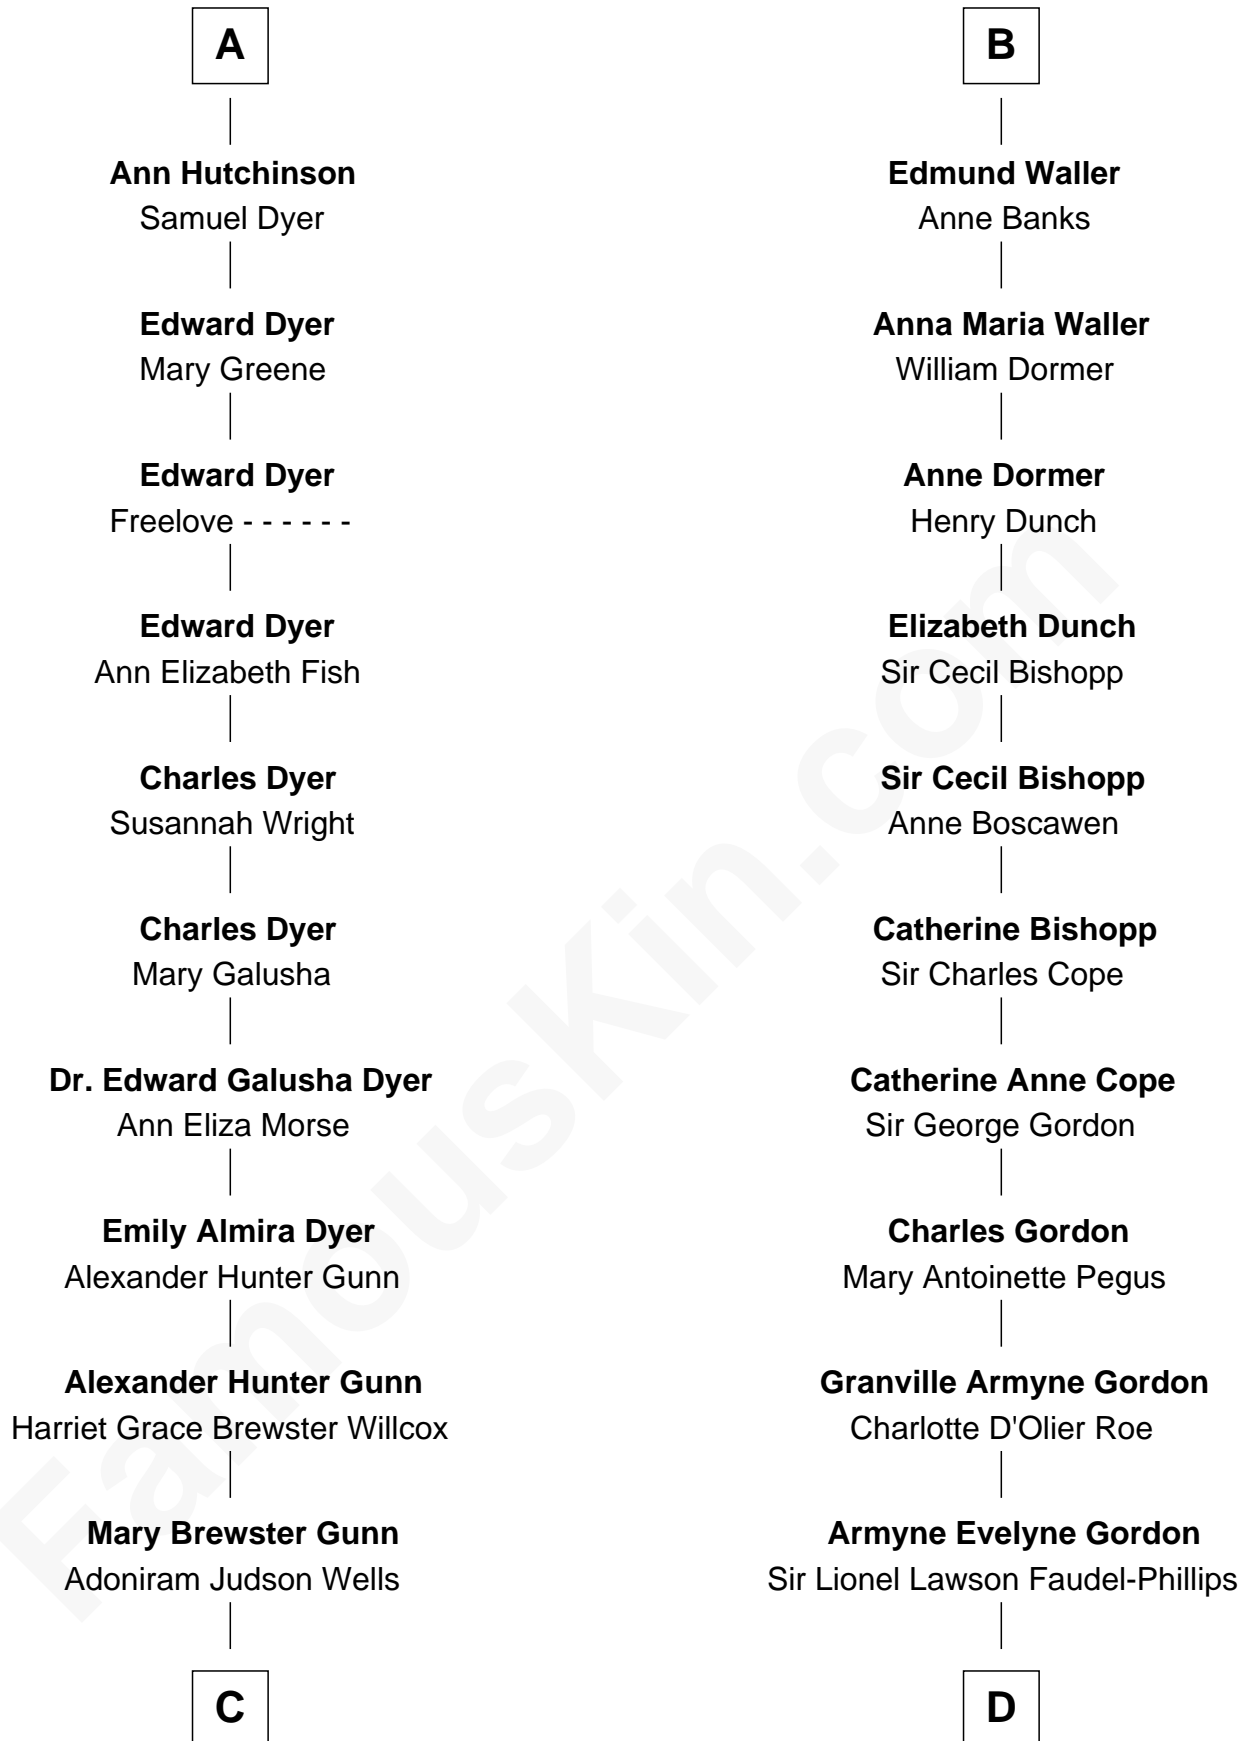 A
Ann Hutchinson
Samuel Dyer
Edward Dyer
Mary Greene
Edward Dyer
Freelove - - - - - -
Edward Dyer
Ann Elizabeth Fish
Charles Dyer
Susannah Wright
Charles Dyer
Mary Galusha
Dr. Edward Galusha Dyer
Ann Eliza Morse
Emily Almira Dyer
Alexander Hunter Gunn
Alexander Hunter Gunn
Harriet Grace Brewster Willcox
Mary Brewster Gunn
Adoniram Judson Wells
C
B
Edmund Waller
Anne Banks
Anna Maria Waller
William Dormer
Anne Dormer
Henry Dunch
Elizabeth Dunch
Sir Cecil Bishopp
Sir Cecil Bishopp
Anne Boscawen
Catherine Bishopp
Sir Charles Cope
Catherine Anne Cope
Sir George Gordon
Charles Gordon
Mary Antoinette Pegus
Granville Armyne Gordon
Charlotte D'Olier Roe
Armyne Evelyne Gordon
Sir Lionel Lawson Faudel-Phillips
D
FamousKin.com